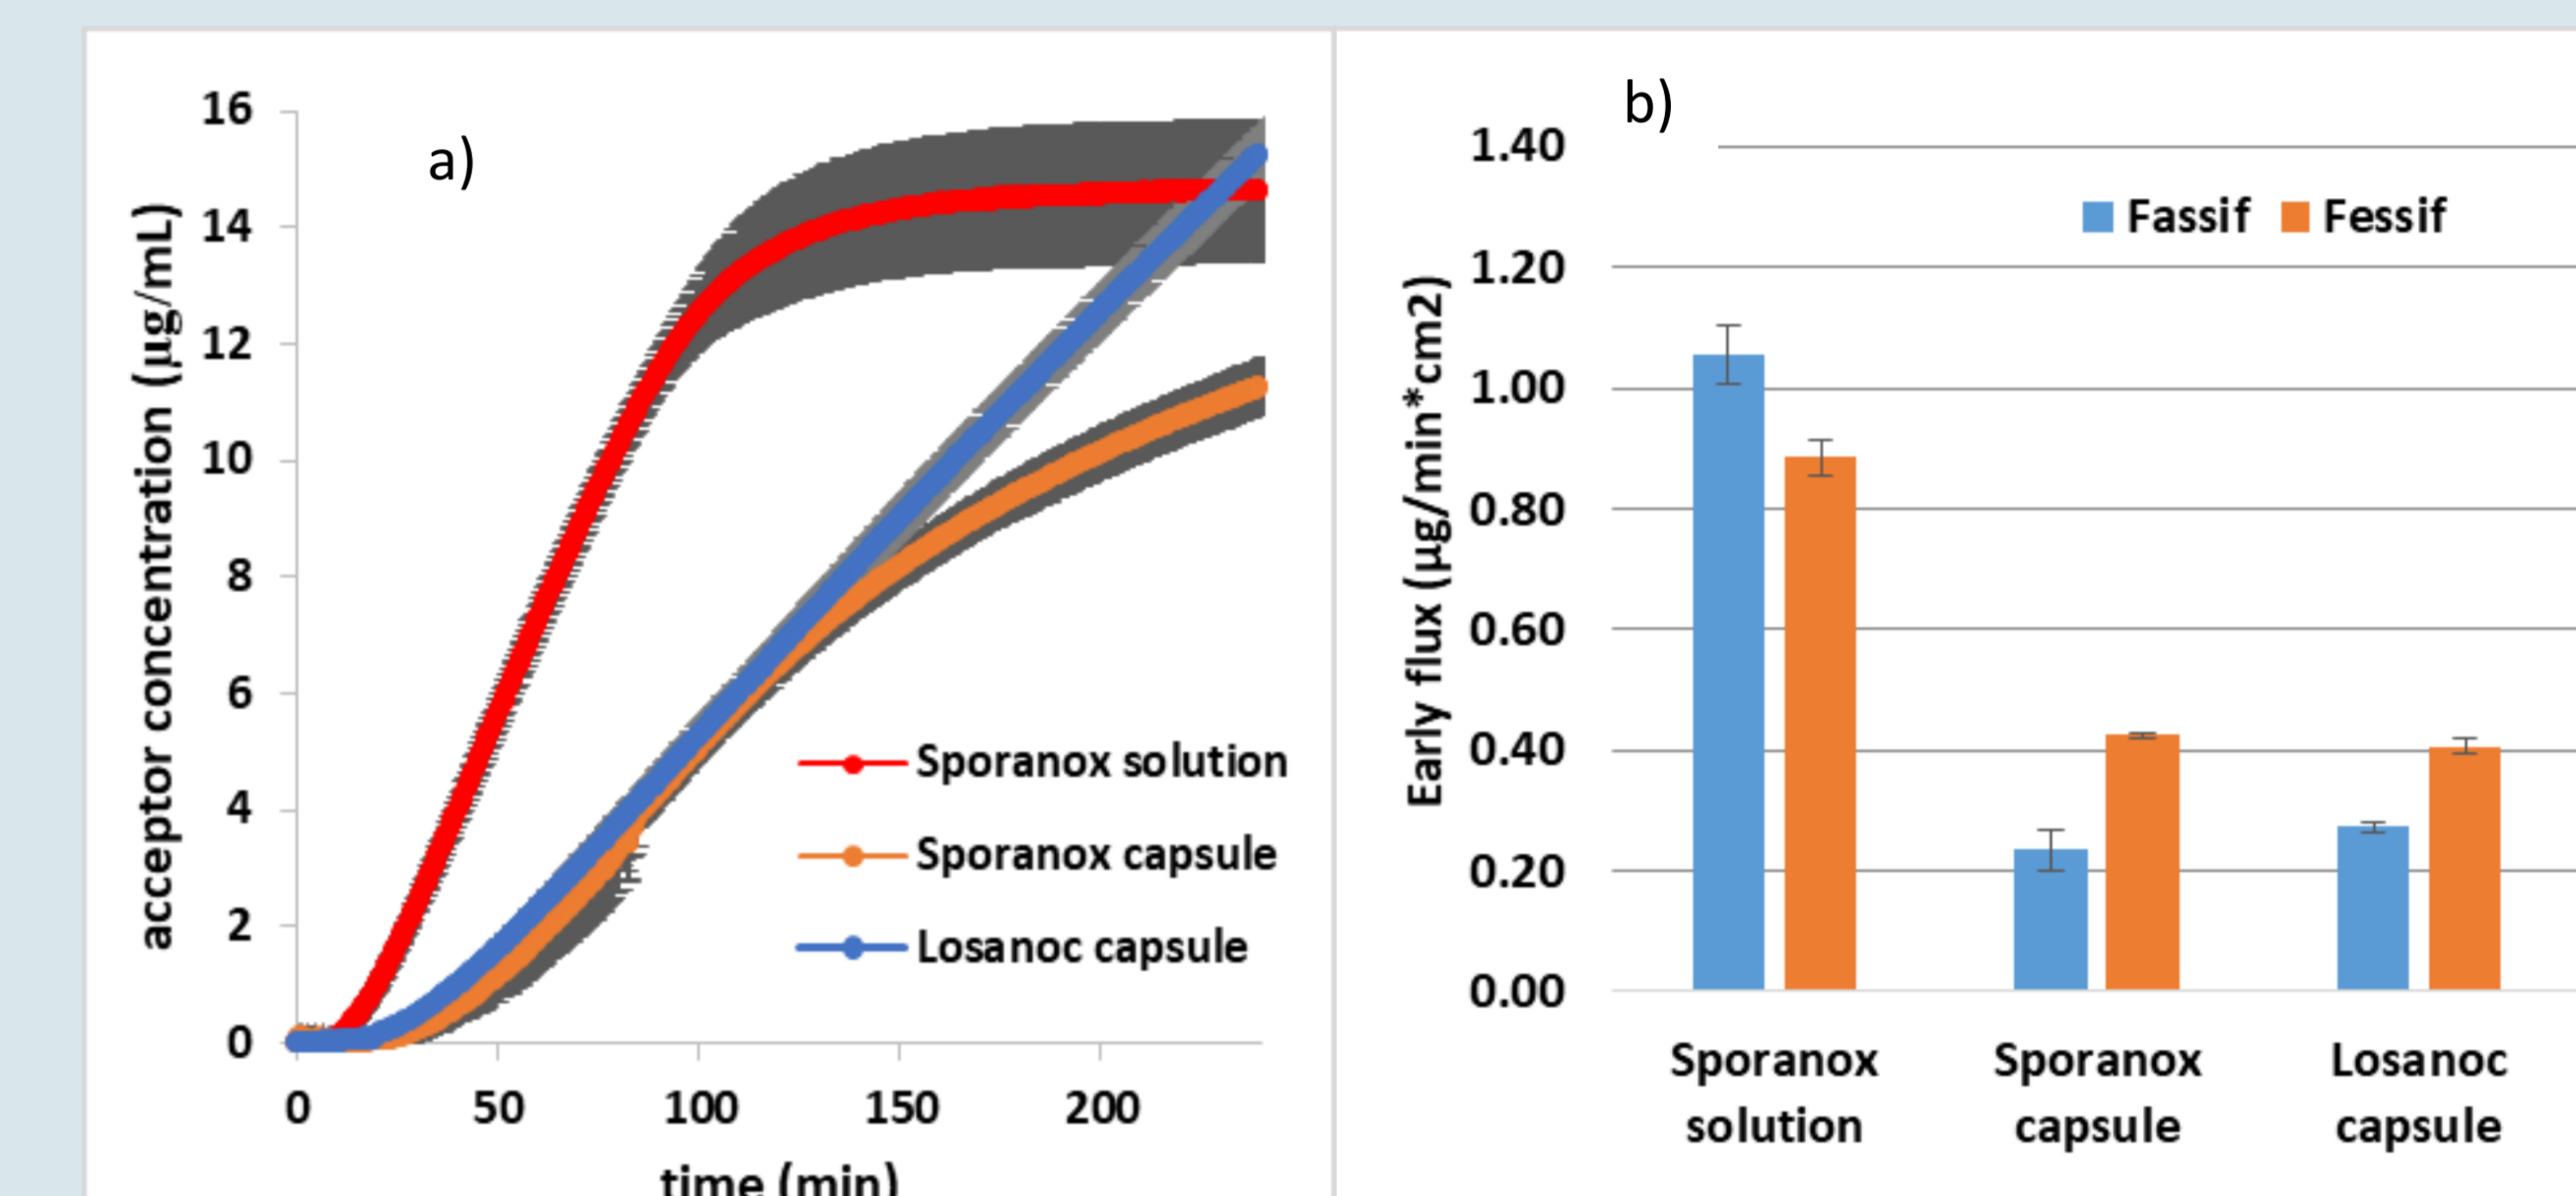 a)
acceptor concentration (µg/mL)
16
14
12
10
8
6
4
2
0
0 50 100 150 200
time (min)
Sporanox solution
Sporanox capsule
Losanoc capsule
b)
Early flux (µg/min*cm2)
1.40
1.20
1.00
0.80
0.60
0.40
0.20
0.00
Fassif Fessif
Sporanox solution
Sporanox capsule
Losanoc capsule